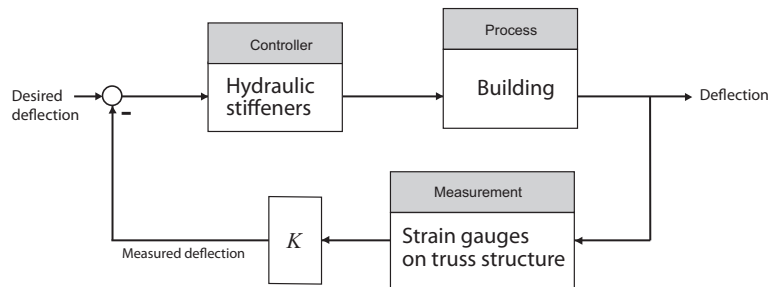 Controller
Process
Desired
deflection
Hydraulic
stiffeners
Building
Deflection
-
Measurement
Strain gauges
on truss structure
K
Measured deflection